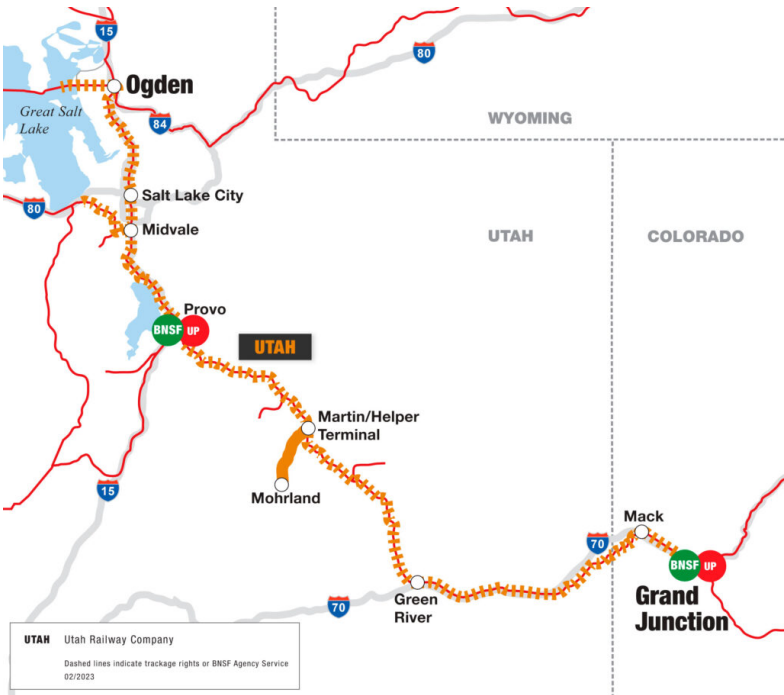 15
80
Ogden
Great Salt
Lake
84
WYOMING
Salt Lake City
80
Midvale
UTAH
COLORADO
Provo
BNSF
UP
UTAH
Martin/Helper
Terminal
Mohrland
15
Mack
70
BNSF
UP
Green
River
Grand
Junction
70
UTAH Utah Railway Company
Dashed lines indicate trackage rights or BNSF Agency Service
02/2023